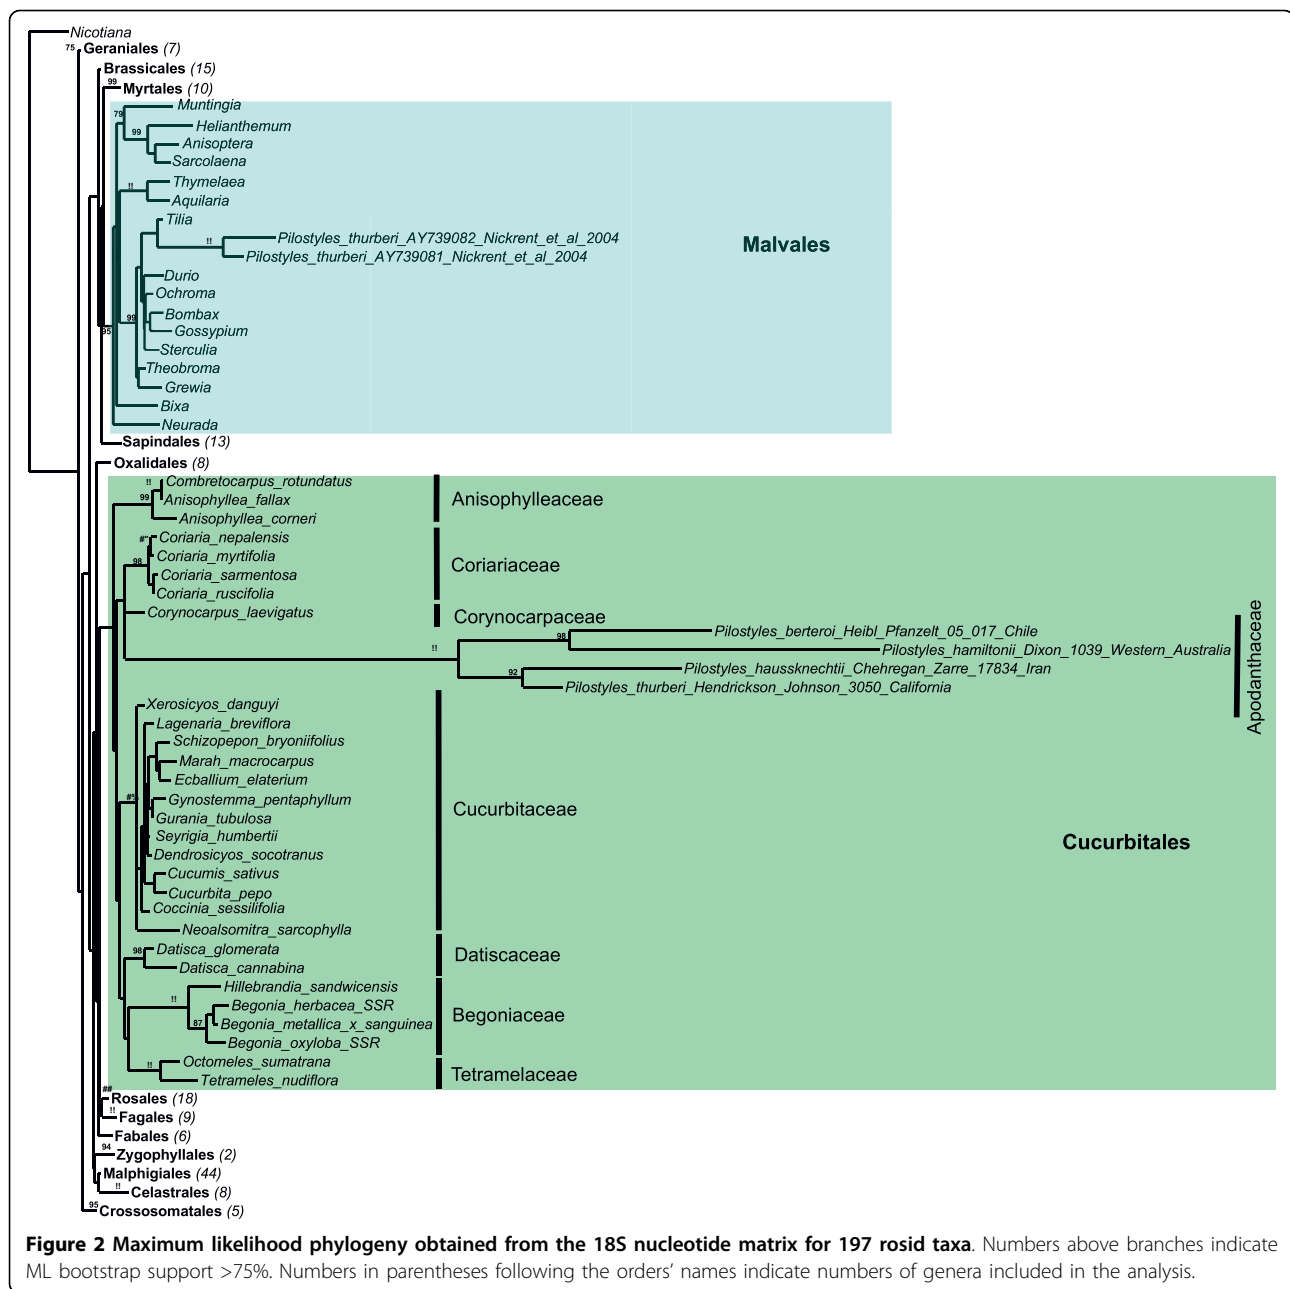 Nicotiana
75
Geraniales (7)
Brassicales (15)
99
Myrtales (10)
Muntingia
79
Helianthemum
99
Anisoptera
Sarcolaena
Thymelaea
!!
Aquilaria
Tilia
!!
Pilostyles_thurberi_AY739082_Nickrent_et_al_2004
Malvales
Pilostyles_thurberi_AY739081_Nickrent_et_al_2004
Durio
Ochroma
Bombax
99
Gossypium
95
Sterculia
Theobroma
Grewia
Bixa
Neurada
Sapindales (13)
Oxalidales (8)
!!
Combretocarpus_rotundatus
99
Anisophyllea_fallax
Anisophylleaceae
Anisophyllea_corneri
#"
Coriaria_nepalensis
Coriaria_myrtifolia
98
Coriariaceae
Coriaria_sarmentosa
Coriaria_ruscifolia
Corynocarpus_laevigatus
Corynocarpaceae
Pilostyles_berteroi_Heibl_Pfanzelt_05_017_Chile
98
!!
Pilostyles_hamiltonii_Dixon_1039_Western_Australia
Pilostyles_haussknechtii_Chehregan_Zarre_17834_Iran
92
Pilostyles_thurberi_Hendrickson_Johnson_3050_California
Apodanthaceae
Xerosicyos_danguyi
Lagenaria_breviflora
Schizopepon_bryoniifolius
Marah_macrocarpus
Ecballium_elaterium
#%
Gynostemma_pentaphyllum
Cucurbitaceae
Gurania_tubulosa
Seyrigia_humbertii
Cucurbitales
Dendrosicyos_socotranus
Cucumis_sativus
Cucurbita_pepo
Coccinia_sessilifolia
Neoalsomitra_sarcophylla
98
Datisca_glomerata
Datiscaceae
Datisca_cannabina
Hillebrandia_sandwicensis
!!
Begonia_herbacea_SSR
87
Begonia_metallica_x_sanguinea
Begoniaceae
Begonia_oxyloba_SSR
!!
Octomeles_sumatrana
Tetramelaceae
Tetrameles_nudiflora
##
Rosales (18)
!!
Fagales (9)
Fabales (6)
94
Zygophyllales (2)
Malphigiales (44)
!!
Celastrales (8)
95
Crossosomatales (5)
Figure 2 Maximum likelihood phylogeny obtained from the 18S nucleotide matrix for 197 rosid taxa. Numbers above branches indicate
ML bootstrap support >75%. Numbers in parentheses following the orders' names indicate numbers of genera included in the analysis.